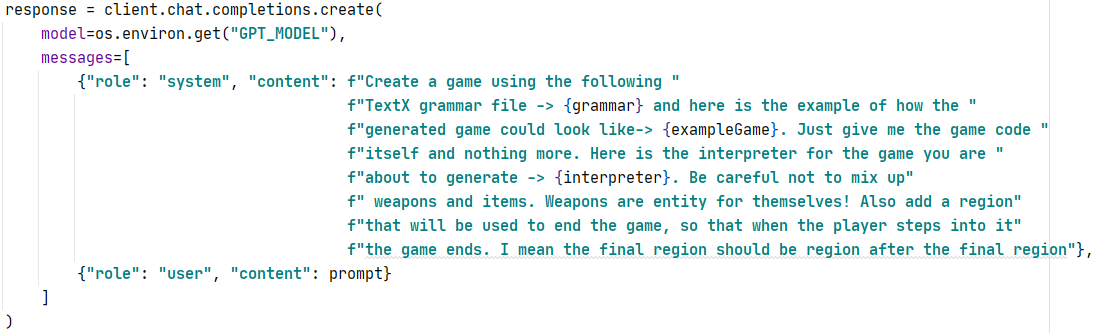 response = client.chat.completions.create(
    model=os.environ.get("GPT_MODEL"),
    messages=[
        {"role": "system", "content": f"Create a game using the following "
                                      f"TextX grammar file -> {grammar} and here is the example of how the "
                                      f"generated game could look like-> {exampleGame}. Just give me the game code "
                                      f"itself and nothing more. Here is the interpreter for the game you are "
                                      f"about to generate -> {interpreter}. Be careful not to mix up"
                                      f" weapons and items. Weapons are entity for themselves! Also add a region"
                                      f"that will be used to end the game, so that when the player steps into it"
                                      f"the game ends. I mean the final region should be region after the final region"},
        {"role": "user", "content": prompt}
    ]
)